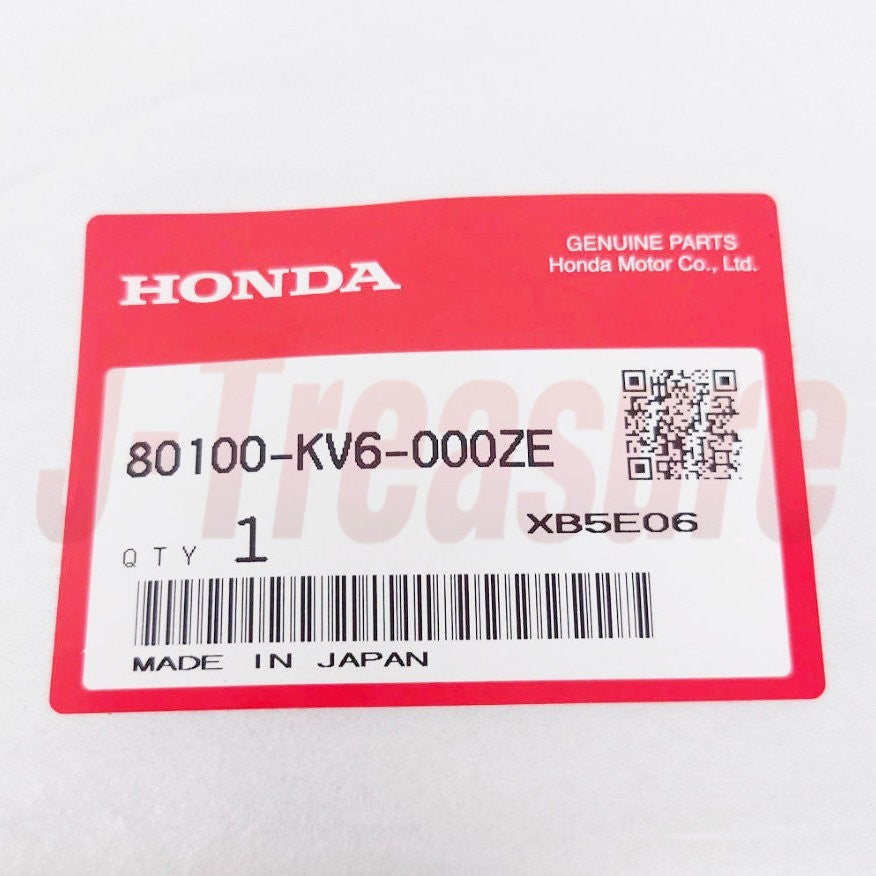 HONDA
GENUINE PARTS
Honda Motor Co., Ltd.
80100-KV6-000ZE
XB5E06
QTY 1
MADE IN JAPAN
J-Treasure